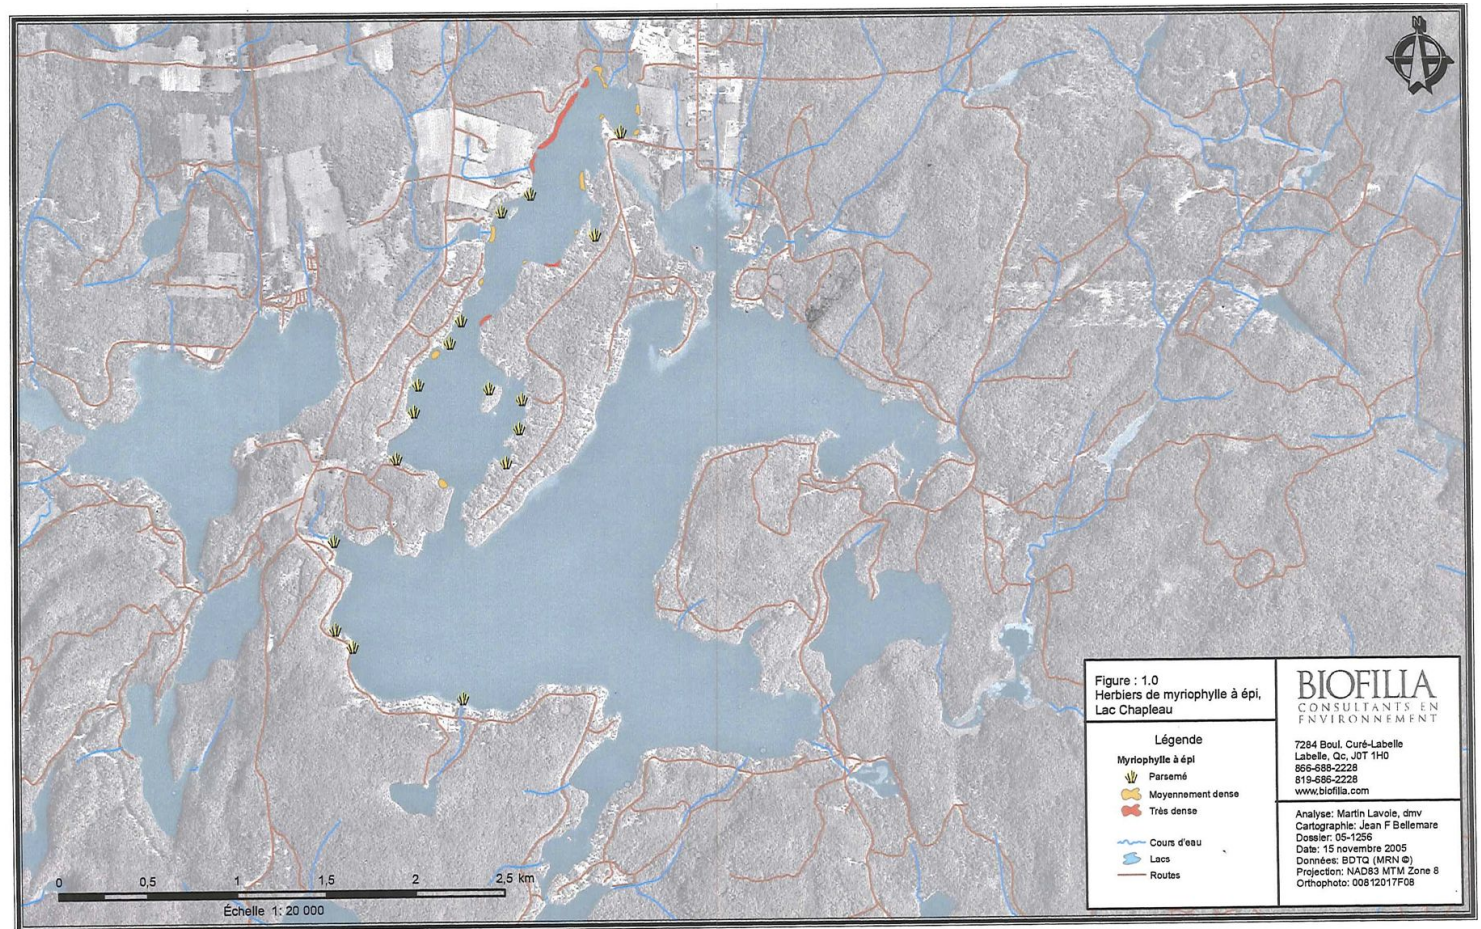 N
Figure : 1.0
Herbiers de myriophylle à épi,
Lac Chapleau
Légende
Myriophylle à épi
Parsemé
Moyennement dense
Très dense
Cours d'eau
Lacs
Routes
BIOFILIA
CONSULTANTS EN
ENVIRONNEMENT
7284 Boul. Curé-Labelle
Labelle, Qc, J0T 1H0
866-688-2228
819-686-2228
www.biofilia.com
Analyse: Martin Lavoie, dmv
Cartographie: Jean F Bellemare
Dossier: 05-1256
Date: 15 novembre 2005
Données: BDTQ (MRN ©)
Projection: NAD83 MTM Zone 8
Orthophoto: 00812017F08
0 0,5 1 1,5 2 2,5 km
Échelle 1: 20 000